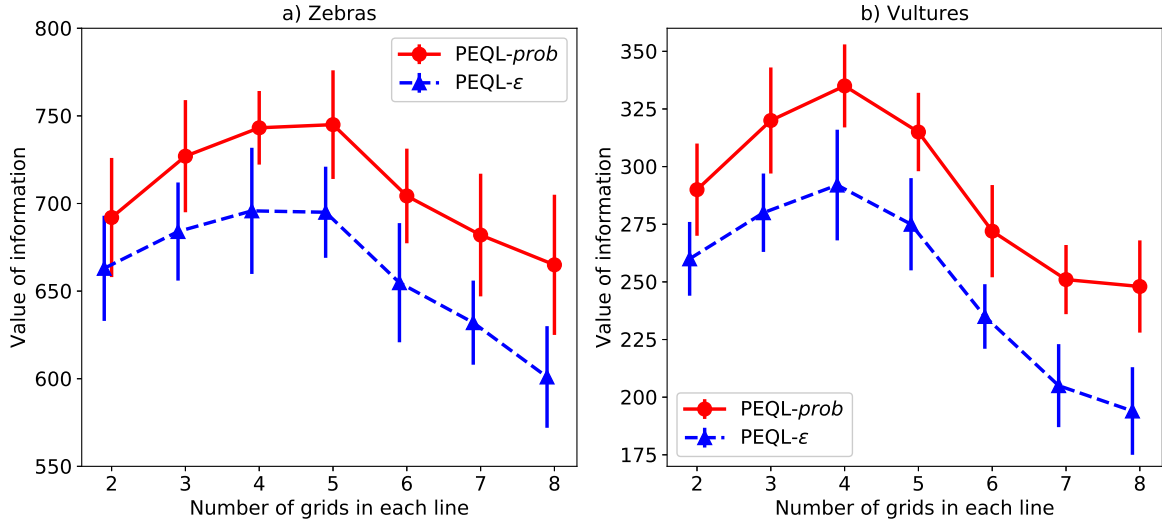 a) Zebras
800
750
700
650
600
550
Value of information
PEQL-prob
PEQL-ε
2 3 4 5 6 7 8
Number of grids in each line
b) Vultures
350
325
300
275
250
225
200
175
Value of information
PEQL-prob
PEQL-ε
2 3 4 5 6 7 8
Number of grids in each line